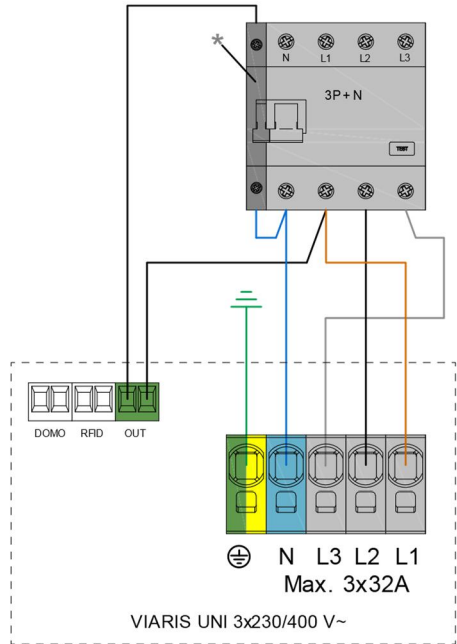 *
N L1 L2 L3
3P+N
TEST
DOMO RFID OUT
N L3 L2 L1
Max. 3x32A
VIARIS UNI 3x230/400 V~